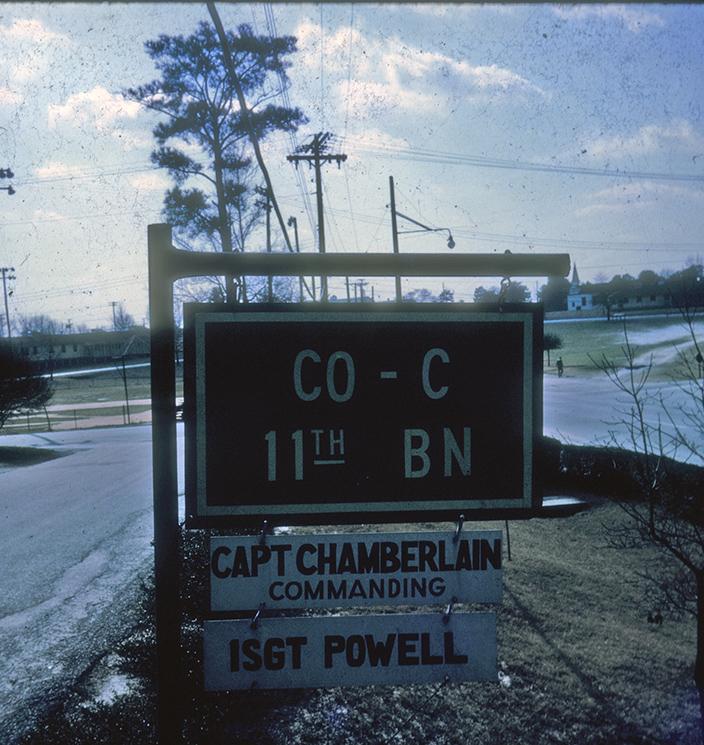 CO - C
11TH BN
CAPT CHAMBERLAIN
COMMANDING
1SGT POWELL